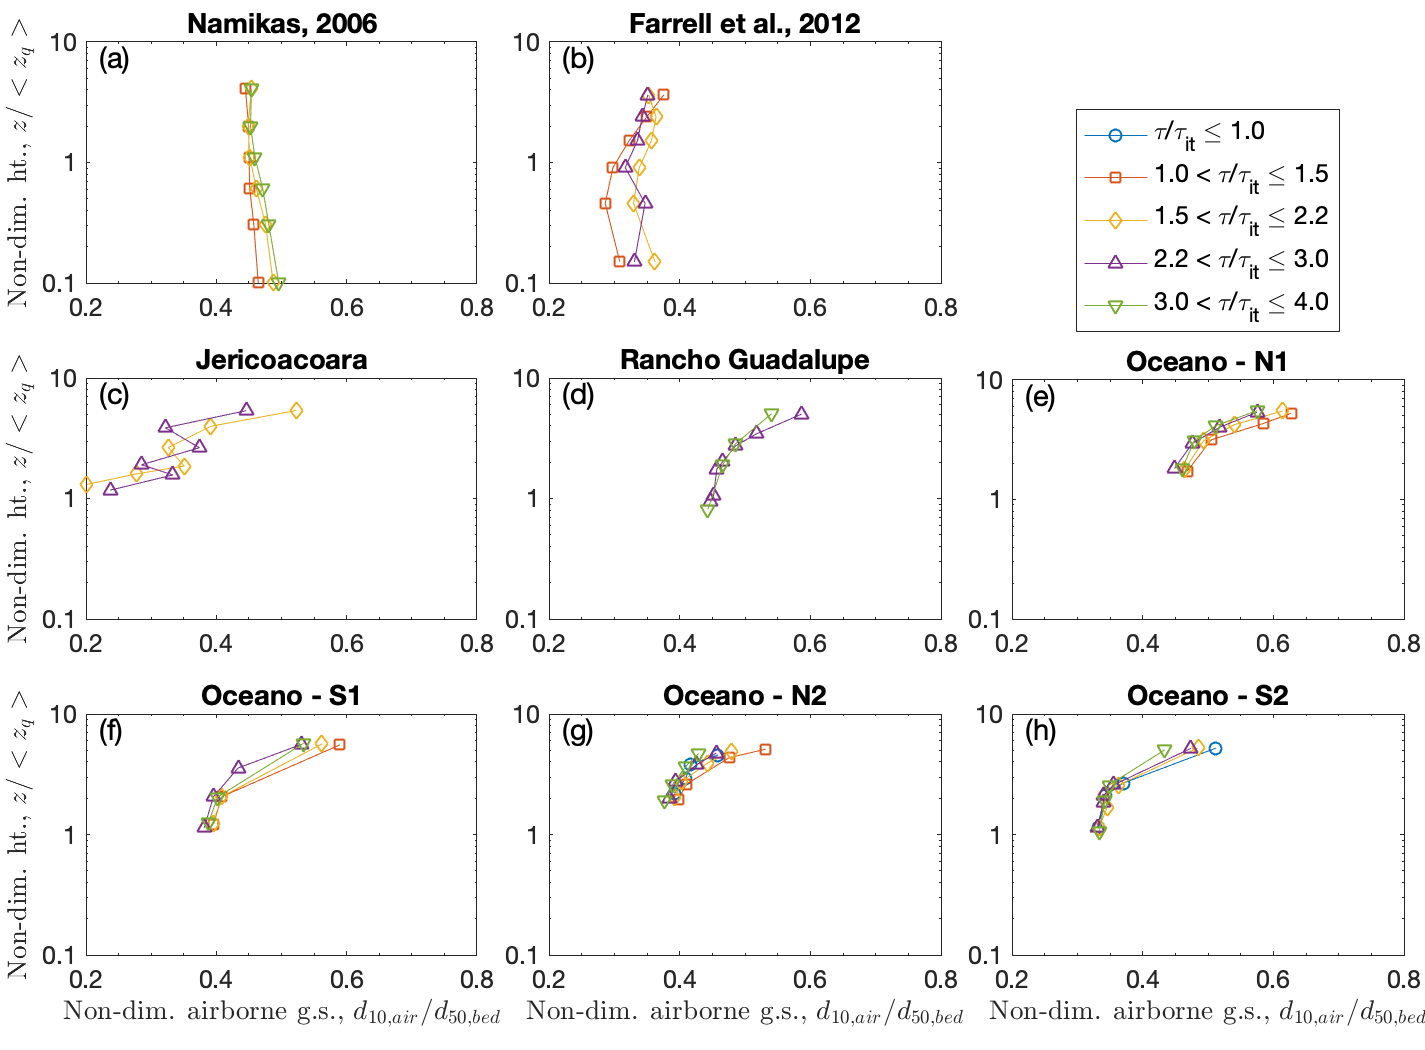 Namikas, 2006
Farrell et al., 2012
Non-dim. ht., z/ < z_q >
10
1
0.1
(a)
0.2 0.4 0.6 0.8
10
1
0.1
(b)
0.2 0.4 0.6 0.8
τ/τ_it ≤ 1.0
1.0 < τ/τ_it ≤ 1.5
1.5 < τ/τ_it ≤ 2.2
2.2 < τ/τ_it ≤ 3.0
3.0 < τ/τ_it ≤ 4.0
Jericoacoara
Rancho Guadalupe
Oceano - N1
Non-dim. ht., z/ < z_q >
10
1
0.1
(c)
0.2 0.4 0.6 0.8
10
1
0.1
(d)
0.2 0.4 0.6 0.8
10
1
0.1
(e)
0.2 0.4 0.6 0.8
Oceano - S1
Oceano - N2
Oceano - S2
Non-dim. ht., z/ < z_q >
10
1
0.1
(f)
0.2 0.4 0.6 0.8
10
1
0.1
(g)
0.2 0.4 0.6 0.8
10
1
0.1
(h)
0.2 0.4 0.6 0.8
Non-dim. airborne g.s., d_10,air/d_50,bed
Non-dim. airborne g.s., d_10,air/d_50,bed
Non-dim. airborne g.s., d_10,air/d_50,bed